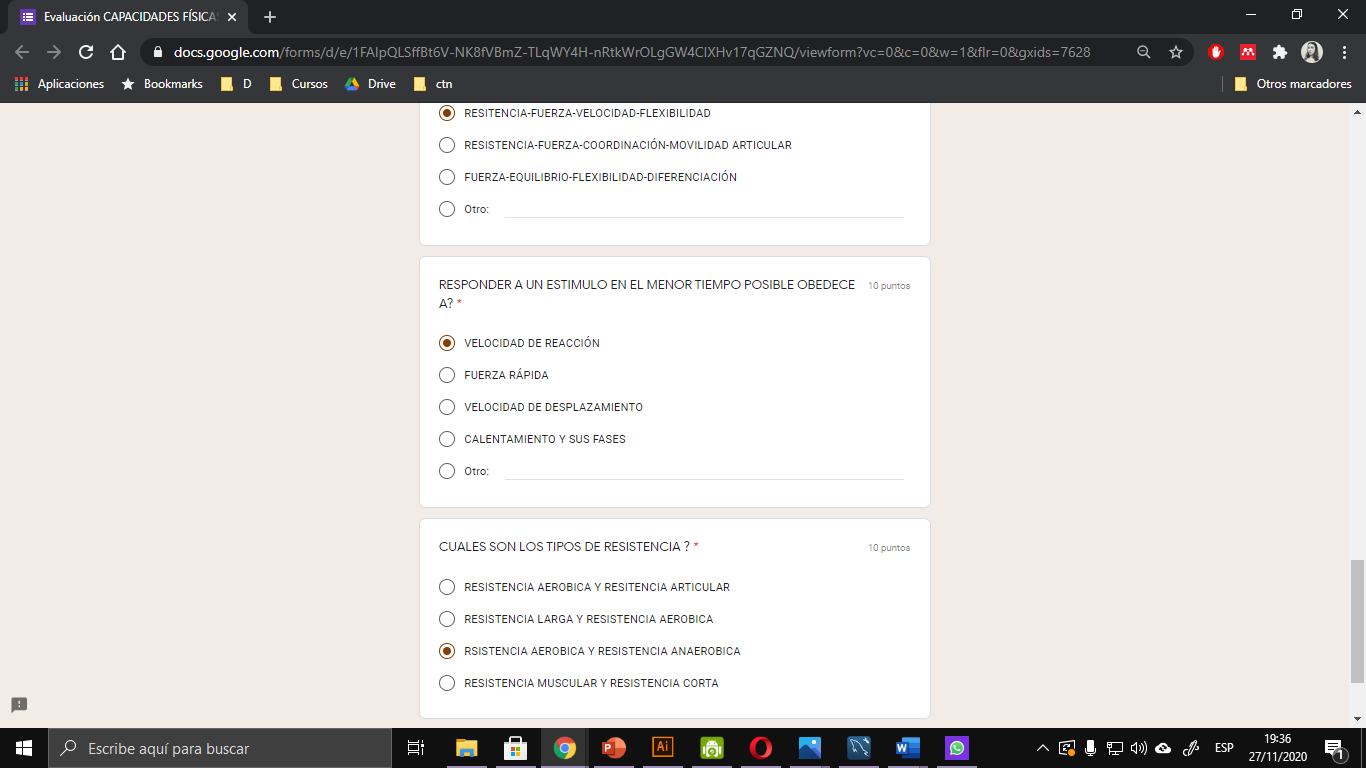 Evaluación CAPACIDADES FÍSICAS
docs.google.com/forms/d/e/1FAIpQLSffBt6V-NK8fVBmZ-TLqWY4H-nRtkWrOLgGW4CIXHv17qGZNQ/viewform?vc=0&c=0&w=1&flr=0&gxids=7628
Aplicaciones Bookmarks D Cursos Drive ctn Otros marcadores
RESITENCIA-FUERZA-VELOCIDAD-FLEXIBILIDAD
RESISTENCIA-FUERZA-COORDINACIÓN-MOVILIDAD ARTICULAR
FUERZA-EQUILIBRIO-FLEXIBILIDAD-DIFERENCIACIÓN
Otro:
RESPONDER A UN ESTIMULO EN EL MENOR TIEMPO POSIBLE OBEDECE 10 puntos
A? *
VELOCIDAD DE REACCIÓN
FUERZA RÁPIDA
VELOCIDAD DE DESPLAZAMIENTO
CALENTAMIENTO Y SUS FASES
Otro:
CUALES SON LOS TIPOS DE RESISTENCIA ? * 10 puntos
RESISTENCIA AEROBICA Y RESITENCIA ARTICULAR
RESISTENCIA LARGA Y RESISTENCIA AEROBICA
RSISTENCIA AEROBICA Y RESISTENCIA ANAEROBICA
RESISTENCIA MUSCULAR Y RESISTENCIA CORTA
Escribe aquí para buscar
P Ai W ESP 19:36
27/11/2020 1